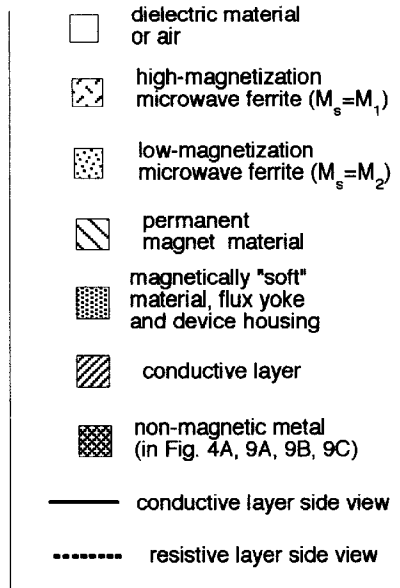 dielectric material
or air
high-magnetization
microwave ferrite (M_s=M_1)
low-magnetization
microwave ferrite (M_s=M_2)
permanent
magnet material
magnetically "soft"
material, flux yoke
and device housing
conductive layer
non-magnetic metal
(in Fig. 4A, 9A, 9B, 9C)
conductive layer side view
resistive layer side view